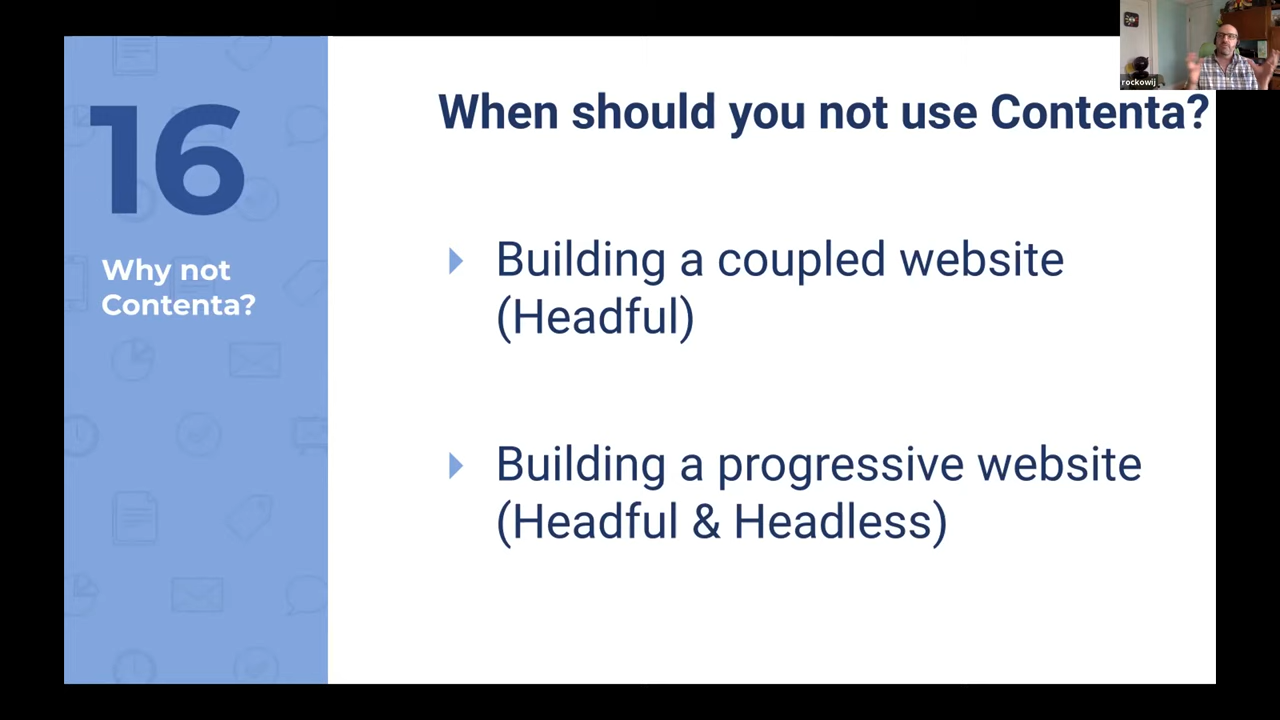 16
Why not
Contenta?
When should you not use Contenta?
Building a coupled website
(Headful)
Building a progressive website
(Headful & Headless)
rockowij